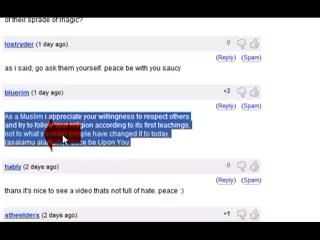 of their sprade of magic?
lostryder (1 day ago) 0
(Reply) (Spam)
as i said, go ask them yourself. peace be with you saucy
bluerim (1 day ago) +2
(Reply) (Spam)
As a Muslim i appreciate your willingness to respect others
and try to follow your religion according to its first teachings,
not to what people have changed it to today.
(asalamu be Upon You
hably (2 days ago) 0
(Reply) (Spam)
thanx it's nice to see a video thats not full of hate. peace :)
stheelders (2 days ago) +1